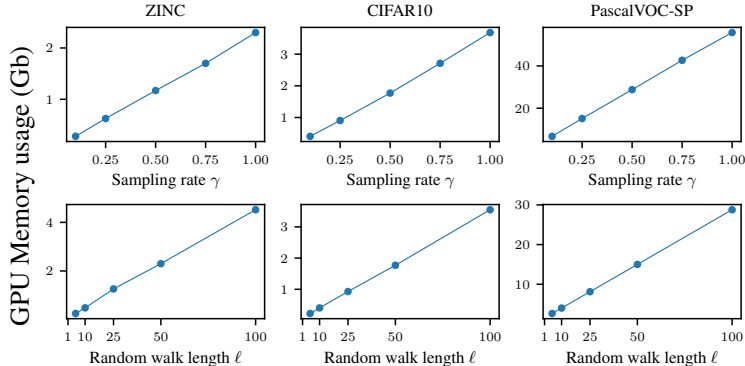 ZINC
CIFAR10
PascalVOC-SP
GPU Memory usage (Gb)
2
1
0.25 0.50 0.75 1.00
Sampling rate γ
3
2
1
0.25 0.50 0.75 1.00
Sampling rate γ
40
20
0.25 0.50 0.75 1.00
Sampling rate γ
4
2
1 10 25 50 100
Random walk length ℓ
3
2
1
1 10 25 50 100
Random walk length ℓ
30
20
10
1 10 25 50 100
Random walk length ℓ